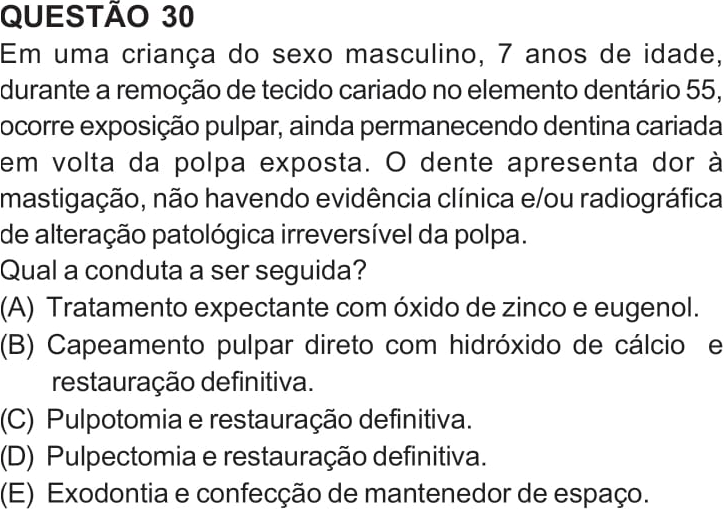 QUESTÃO 30
Em uma criança do sexo masculino, 7 anos de idade,
durante a remoção de tecido cariado no elemento dentário 55,
ocorre exposição pulpar, ainda permanecendo dentina cariada
em volta da polpa exposta. O dente apresenta dor à
mastigação, não havendo evidência clínica e/ou radiográfica
de alteração patológica irreversível da polpa.
Qual a conduta a ser seguida?
(A) Tratamento expectante com óxido de zinco e eugenol.
(B) Capeamento pulpar direto com hidróxido de cálcio e
restauração definitiva.
(C) Pulpotomia e restauração definitiva.
(D) Pulpectomia e restauração definitiva.
(E) Exodontia e confecção de mantenedor de espaço.